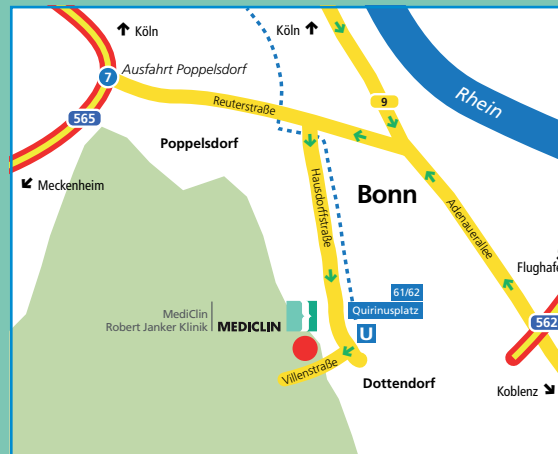 Köln
Köln
Ausfahrt Poppelsdorf
7
9
Rhein
Reuterstraße
565
Poppelsdorf
Meckenheim
Hausdorffstraße
Bonn
Adenauerallee
Flughafe
61/62
Quirinusplatz
MediClin
Robert Janker Klinik
MEDICLIN
U
562
Villenstraße
Dottendorf
Koblenz